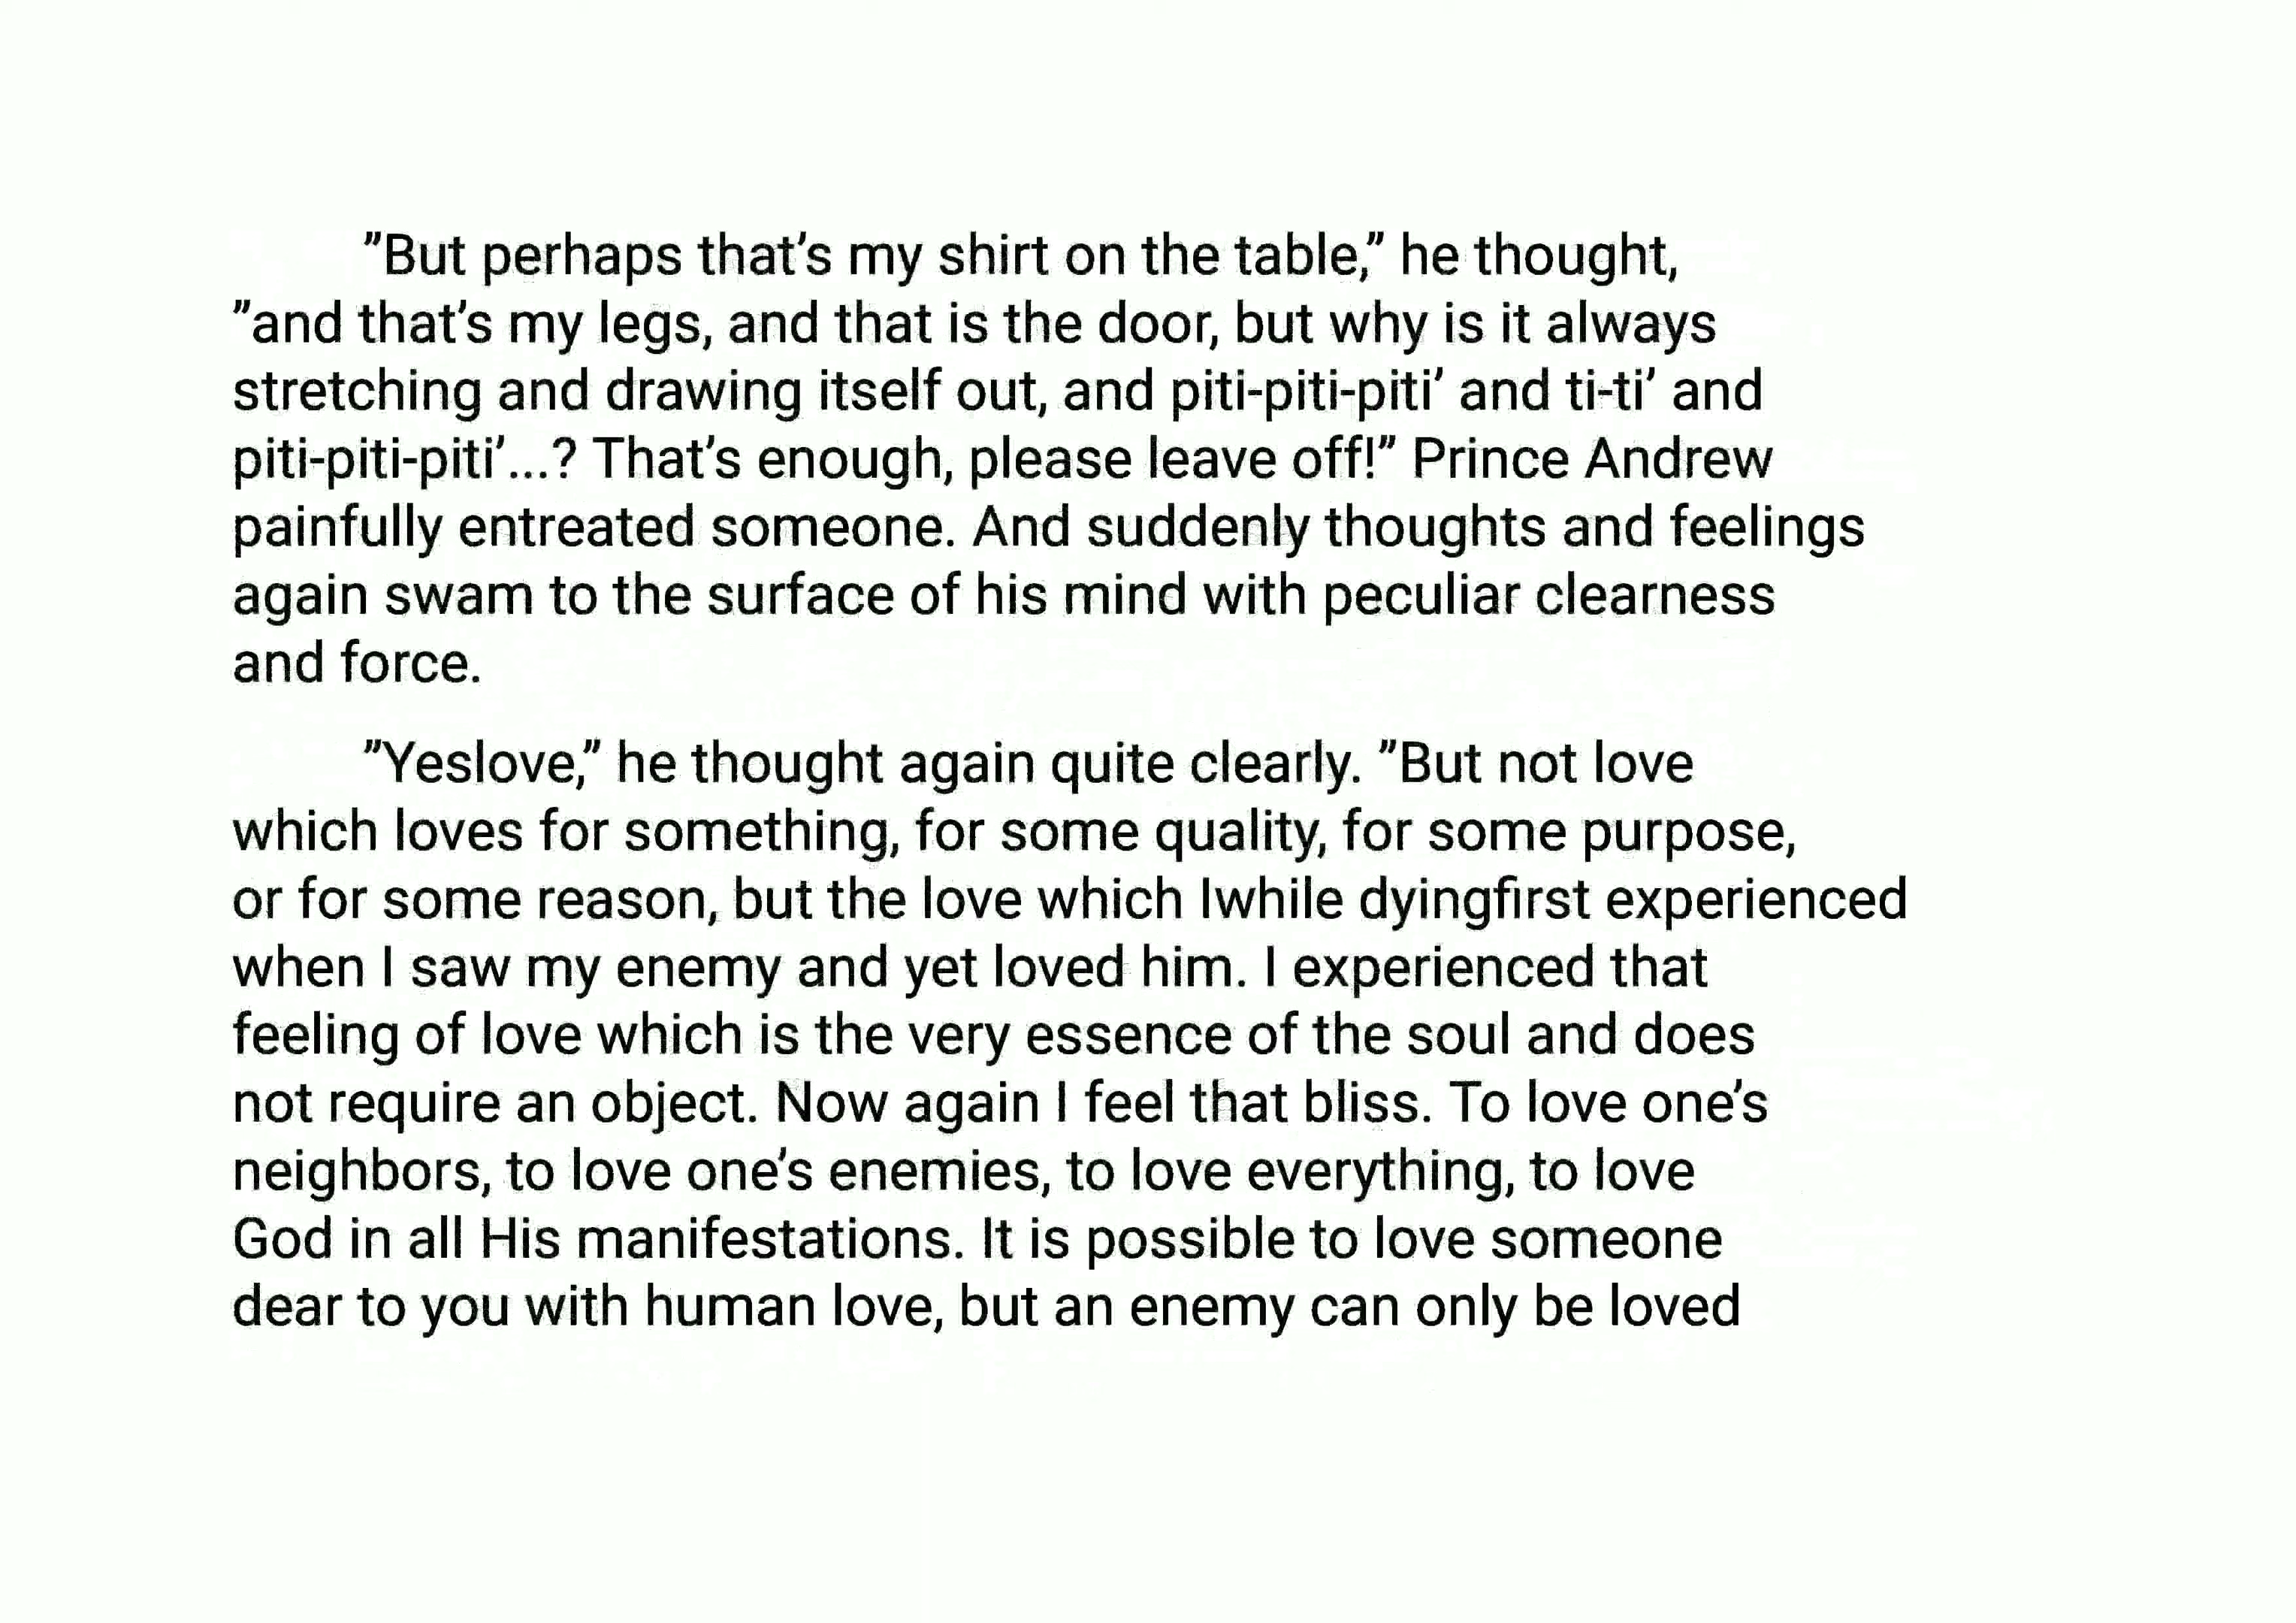 ”But perhaps that’s my shirt on the table,” he thought,
”and that’s my legs, and that is the door, but why is it always
stretching and drawing itself out, and piti-piti-piti’ and ti-ti’ and
piti-piti-piti’...? That’s enough, please leave off!” Prince Andrew
painfully entreated someone. And suddenly thoughts and feelings
again swam to the surface of his mind with peculiar clearness
and force.
”Yeslove,” he thought again quite clearly. ”But not love
which loves for something, for some quality, for some purpose,
or for some reason, but the love which Iwhile dyingfirst experienced
when I saw my enemy and yet loved him. I experienced that
feeling of love which is the very essence of the soul and does
not require an object. Now again I feel that bliss. To love one’s
neighbors, to love one’s enemies, to love everything, to love
God in all His manifestations. It is possible to love someone
dear to you with human love, but an enemy can only be loved